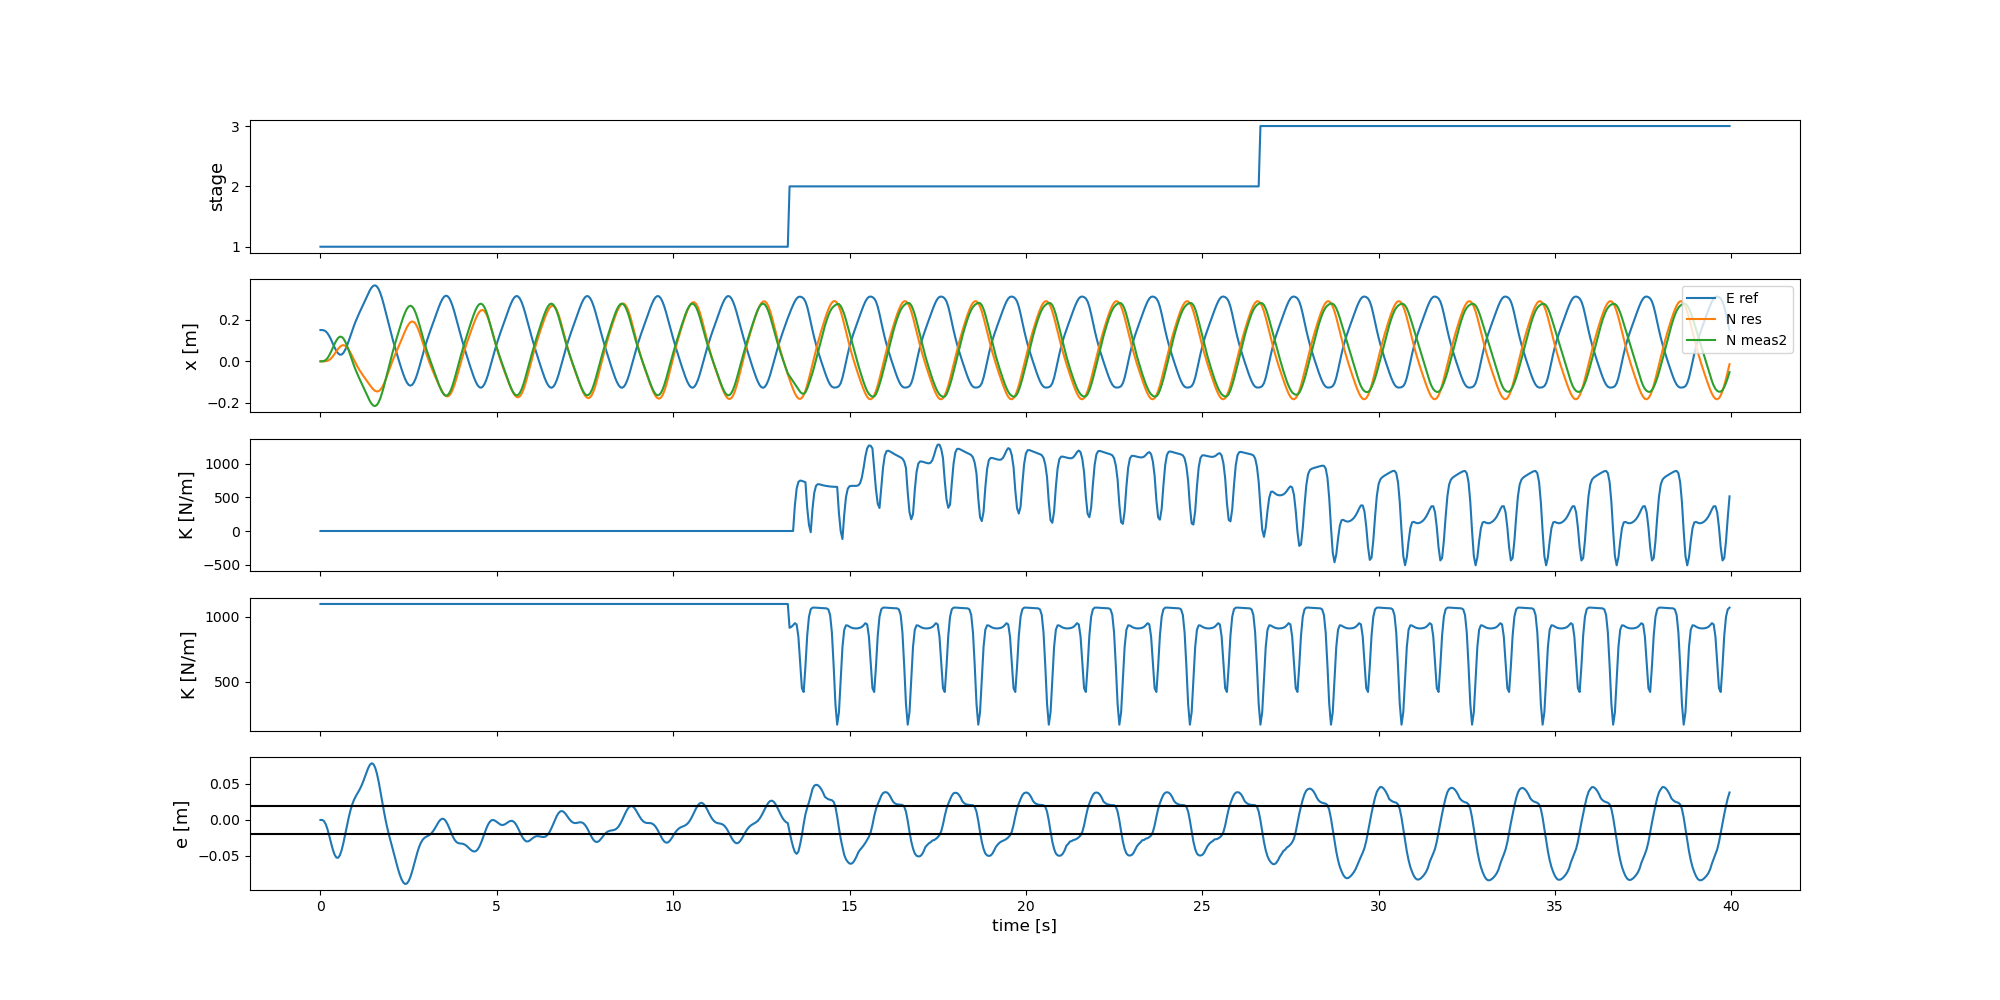 3
2
1
stage
0.2
0.0
−0.2
x [m]
E ref
N res
N meas2
1000
500
0
−500
K [N/m]
1000
500
K [N/m]
0.05
0.00
−0.05
e [m]
0 5 10 15 20 25 30 35 40
time [s]